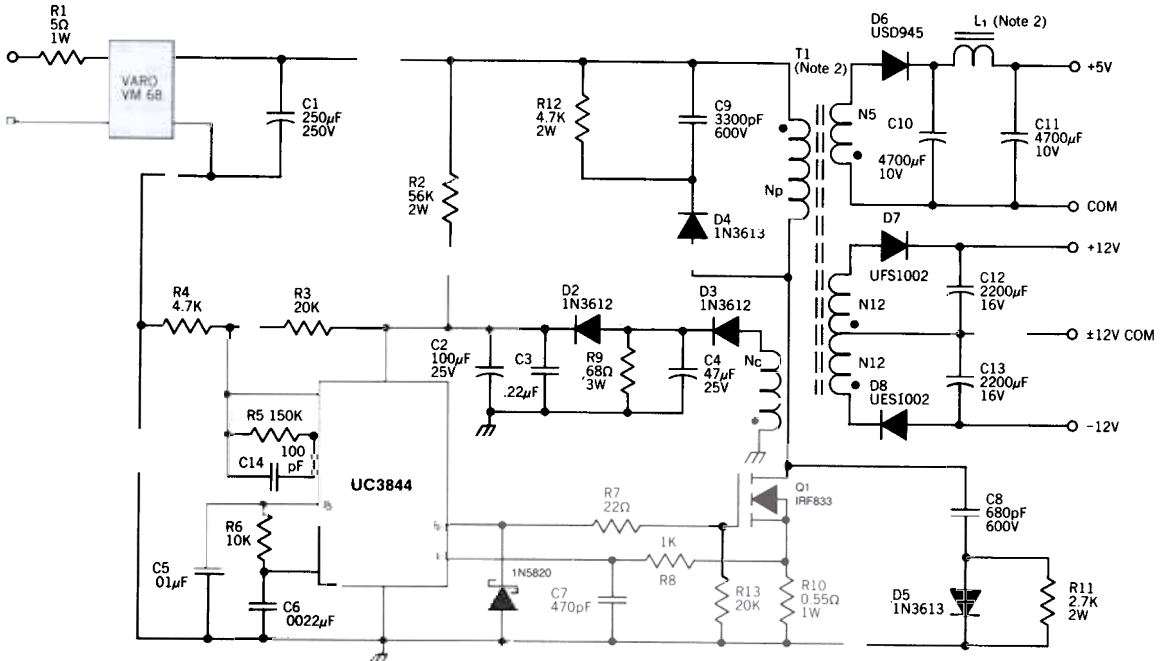 R1
5Ω
1W
VARO
VM 68
C1
250µF
250V
R12
4.7K
2W
C9
3300pF
600V
T1
(Note 2)
D6
USD945
L1 (Note 2)
+5V
N5
C10
4700µF
10V
C11
4700µF
10V
COM
R2
56K
2W
Np
D4
1N3613
D7
UFS1002
+12V
N12
C12
2200µF
16V
±12V COM
N12
C13
2200µF
16V
D8
UES1002
-12V
R4
4.7K
R3
20K
D2
1N3612
D3
1N3612
C2
100µF
25V
C3
.22µF
R9
68Ω
3W
C4
47µF
25V
Nc
R5 150K
100
pF
C14
UC3844
R6
10K
C5
01µF
C6
0022µF
R7
22Ω
Q1
IRF833
1K
R8
1N5820
C7
470pF
R13
20K
R10
0.55Ω
1W
C8
680pF
600V
D5
1N3613
R11
2.7K
2W